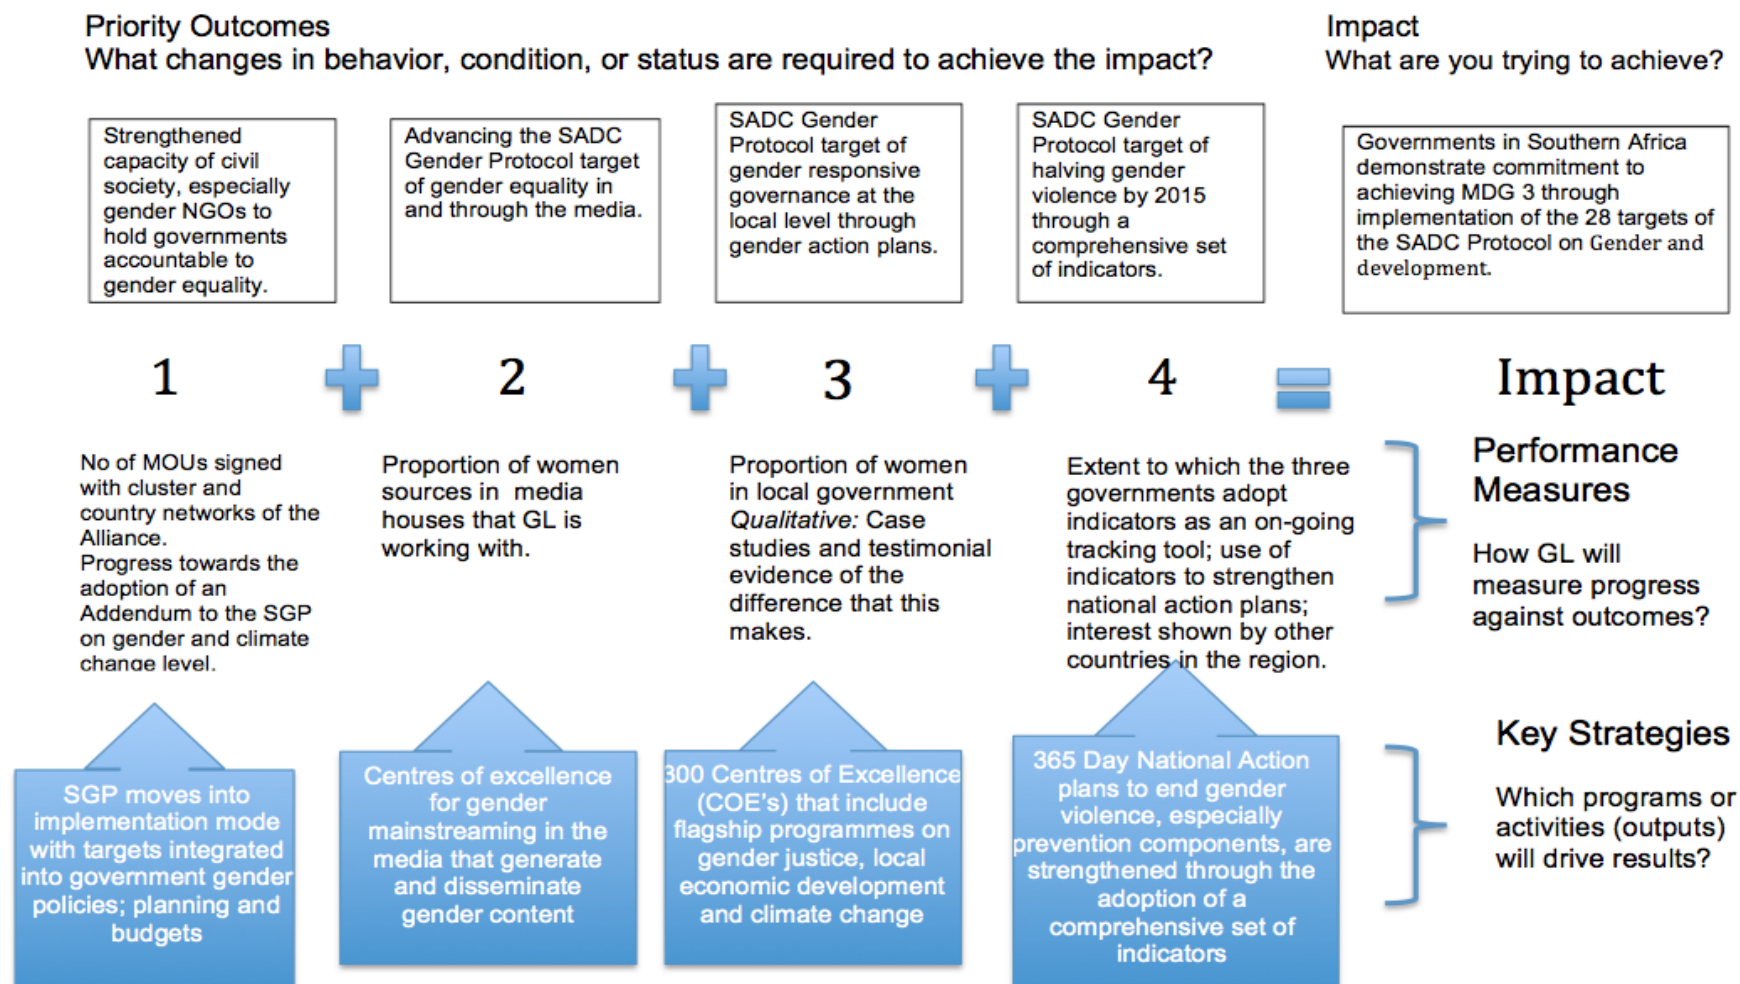 Priority Outcomes
What changes in behavior, condition, or status are required to achieve the impact?
Impact
What are you trying to achieve?
Strengthened
capacity of civil
society, especially
gender NGOs to
hold governments
accountable to
gender equality.
Advancing the SADC
Gender Protocol target
of gender equality in
and through the media.
SADC Gender
Protocol target of
gender responsive
governance at the
local level through
gender action plans.
SADC Gender
Protocol target of
halving gender
violence by 2015
through a
comprehensive set
of indicators.
Governments in Southern Africa
demonstrate commitment to
achieving MDG 3 through
implementation of the 28 targets of
the SADC Protocol on Gender and
development.
1 + 2 + 3 + 4 = Impact
No of MOUs signed
with cluster and
country networks of the
Alliance.
Progress towards the
adoption of an
Addendum to the SGP
on gender and climate
change level.
Proportion of women
sources in media
houses that GL is
working with.
Proportion of women
in local government
Qualitative: Case
studies and testimonial
evidence of the
difference that this
makes.
Extent to which the three
governments adopt
indicators as an on-going
tracking tool; use of
indicators to strengthen
national action plans;
interest shown by other
countries in the region.
Performance
Measures
How GL will
measure progress
against outcomes?
SGP moves into
implementation mode
with targets integrated
into government gender
policies; planning and
budgets
Centres of excellence
for gender
mainstreaming in the
media that generate
and disseminate
gender content
300 Centres of Excellence
(COE's) that include
flagship programmes on
gender justice, local
economic development
and climate change
365 Day National Action
plans to end gender
violence, especially
prevention components, are
strengthened through the
adoption of a
comprehensive set of
indicators
Key Strategies
Which programs or
activities (outputs)
will drive results?